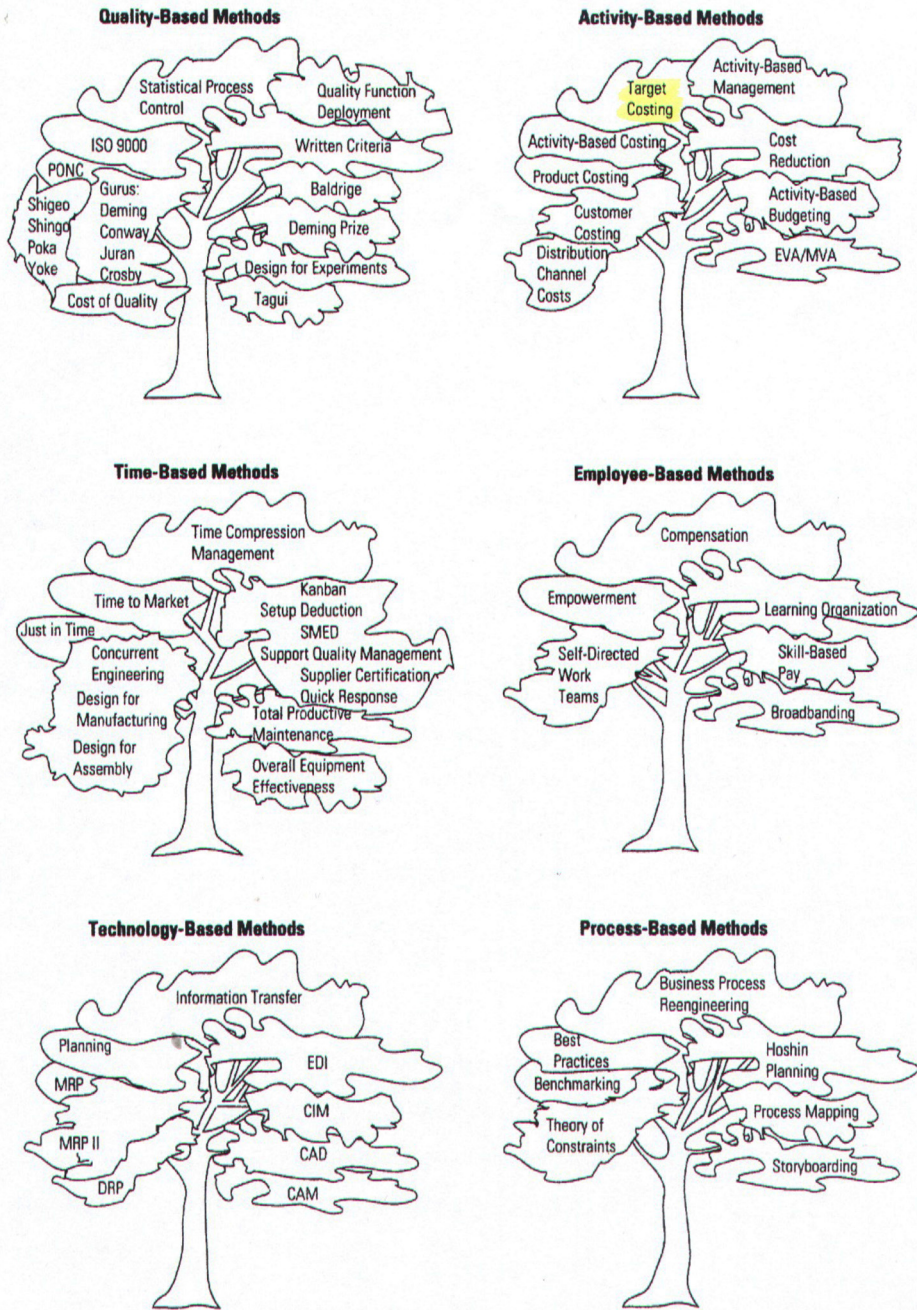 Quality-Based Methods
Statistical Process
Control
Quality Function
Deployment
ISO 9000
Written Criteria
PONC
Shigeo
Shingo
Poka
Yoke
Gurus:
Deming
Conway
Juran
Crosby
Baldrige
Deming Prize
Design for Experiments
Cost of Quality
Tagui
Activity-Based Methods
Target
Costing
Activity-Based
Management
Activity-Based Costing
Cost
Reduction
Product Costing
Activity-Based
Budgeting
Customer
Costing
Distribution
Channel
Costs
EVA/MVA
Time-Based Methods
Time Compression
Management
Time to Market
Kanban
Setup Deduction
SMED
Just in Time
Concurrent
Engineering
Design for
Manufacturing
Design for
Assembly
Support Quality Management
Supplier Certification
Quick Response
Total Productive
Maintenance
Overall Equipment
Effectiveness
Employee-Based Methods
Compensation
Empowerment
Learning Organization
Self-Directed
Work
Teams
Skill-Based
Pay
Broadbanding
Technology-Based Methods
Information Transfer
Planning
EDI
MRP
CIM
MRP II
CAD
DRP
CAM
Process-Based Methods
Business Process
Reengineering
Best
Practices
Hoshin
Planning
Benchmarking
Process Mapping
Theory of
Constraints
Storyboarding